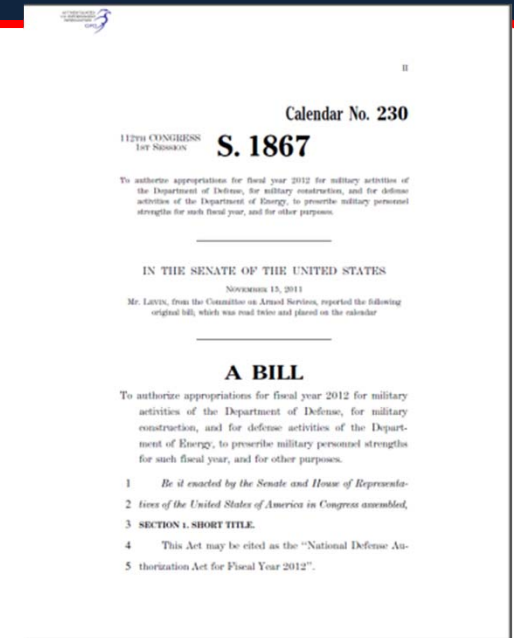 GPO
II
Calendar No. 230
112TH CONGRESS
1ST SESSION
S. 1867
To authorize appropriations for fiscal year 2012 for military activities of
the Department of Defense, for military construction, and for defense
activities of the Department of Energy, to prescribe military personnel
strengths for such fiscal year, and for other purposes.
IN THE SENATE OF THE UNITED STATES
NOVEMBER 15, 2011
Mr. LEVIN, from the Committee on Armed Services, reported the following
original bill; which was read twice and placed on the calendar
A BILL
To authorize appropriations for fiscal year 2012 for military
activities of the Department of Defense, for military
construction, and for defense activities of the Depart-
ment of Energy, to prescribe military personnel strengths
for such fiscal year, and for other purposes.
1 Be it enacted by the Senate and House of Representa-
2 tives of the United States of America in Congress assembled,
3 SECTION 1. SHORT TITLE.
4 This Act may be cited as the “National Defense Au-
5 thorization Act for Fiscal Year 2012”.